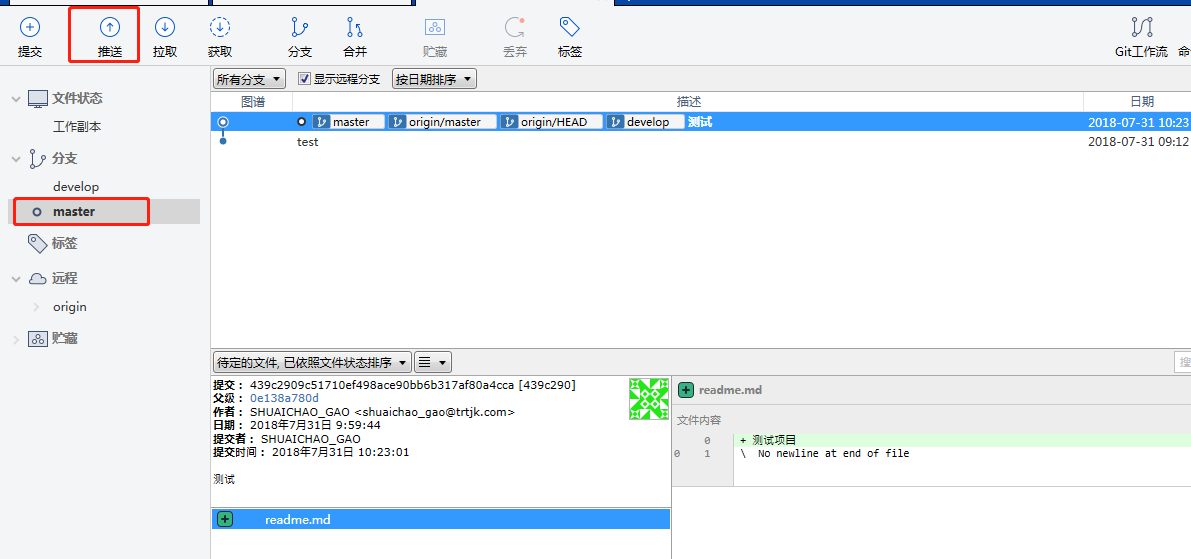 提交 推送 拉取 获取 分支 合并 贮藏 丢弃 标签 Git工作流
所有分支 显示远程分支 按日期排序
图谱 描述 日期
master origin/master origin/HEAD develop 测试 2018-07-31 10:23
test 2018-07-31 09:12
文件状态
工作副本
分支
develop
master
标签
远程
origin
贮藏
待定的文件, 已依照文件状态排序
提交： 439c2909c51710ef498ace90bb6b317af80a4cca [439c290]
父级： 0e138a780d
作者： SHUAICHAO_GAO <shuaichao_gao@trtjk.com>
日期： 2018年7月31日 9:59:44
提交者： SHUAICHAO_GAO
提交时间： 2018年7月31日 10:23:01
测试
readme.md
readme.md
文件内容
0 + 测试项目
0 1 \ No newline at end of file